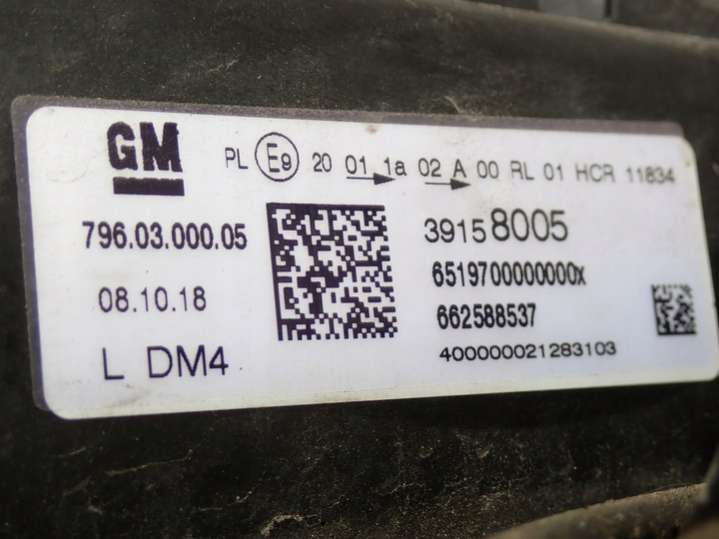 GM
PL E9 20 01 1a 02 A 00 RL 01 HCR 11834
796.03.000.05
39158005
08.10.18
6519700000000x
662588537
L DM4
400000021283103